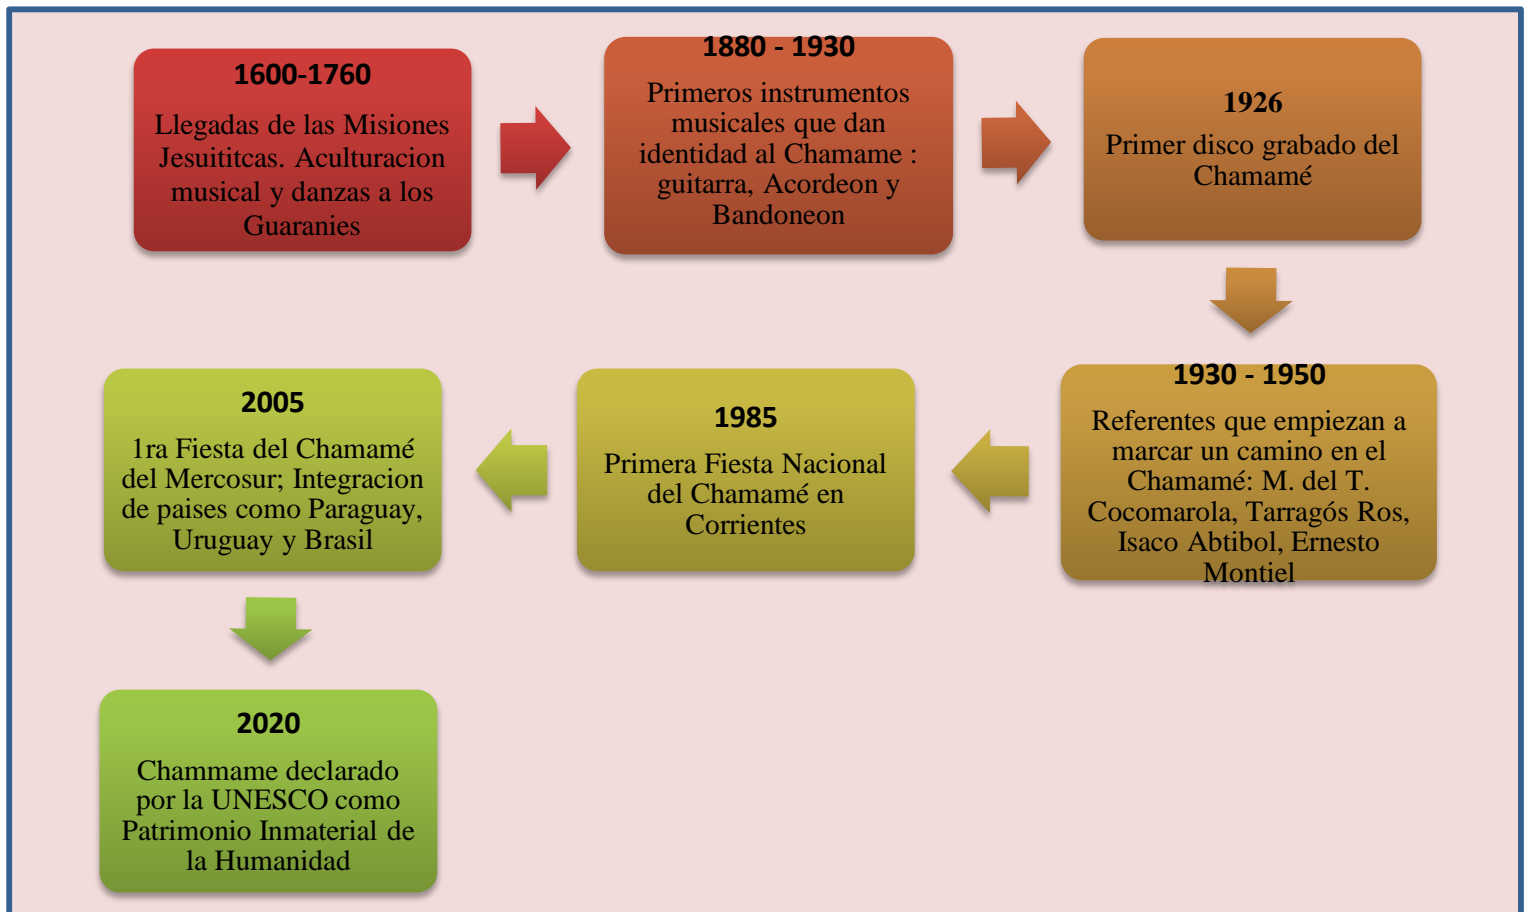 1600-1760
Llegadas de las Misiones
Jesuititcas. Aculturacion
musical y danzas a los
Guaranies
1880 - 1930
Primeros instrumentos
musicales que dan
identidad al Chamame :
guitarra, Acordeon y
Bandoneon
1926
Primer disco grabado del
Chamamé
1930 - 1950
Referentes que empiezan a
marcar un camino en el
Chamamé: M. del T.
Cocomarola, Tarragós Ros,
Isaco Abtibol, Ernesto
Montiel
1985
Primera Fiesta Nacional
del Chamamé en
Corrientes
2005
1ra Fiesta del Chamamé
del Mercosur; Integracion
de paises como Paraguay,
Uruguay y Brasil
2020
Chammame declarado
por la UNESCO como
Patrimonio Inmaterial de
la Humanidad